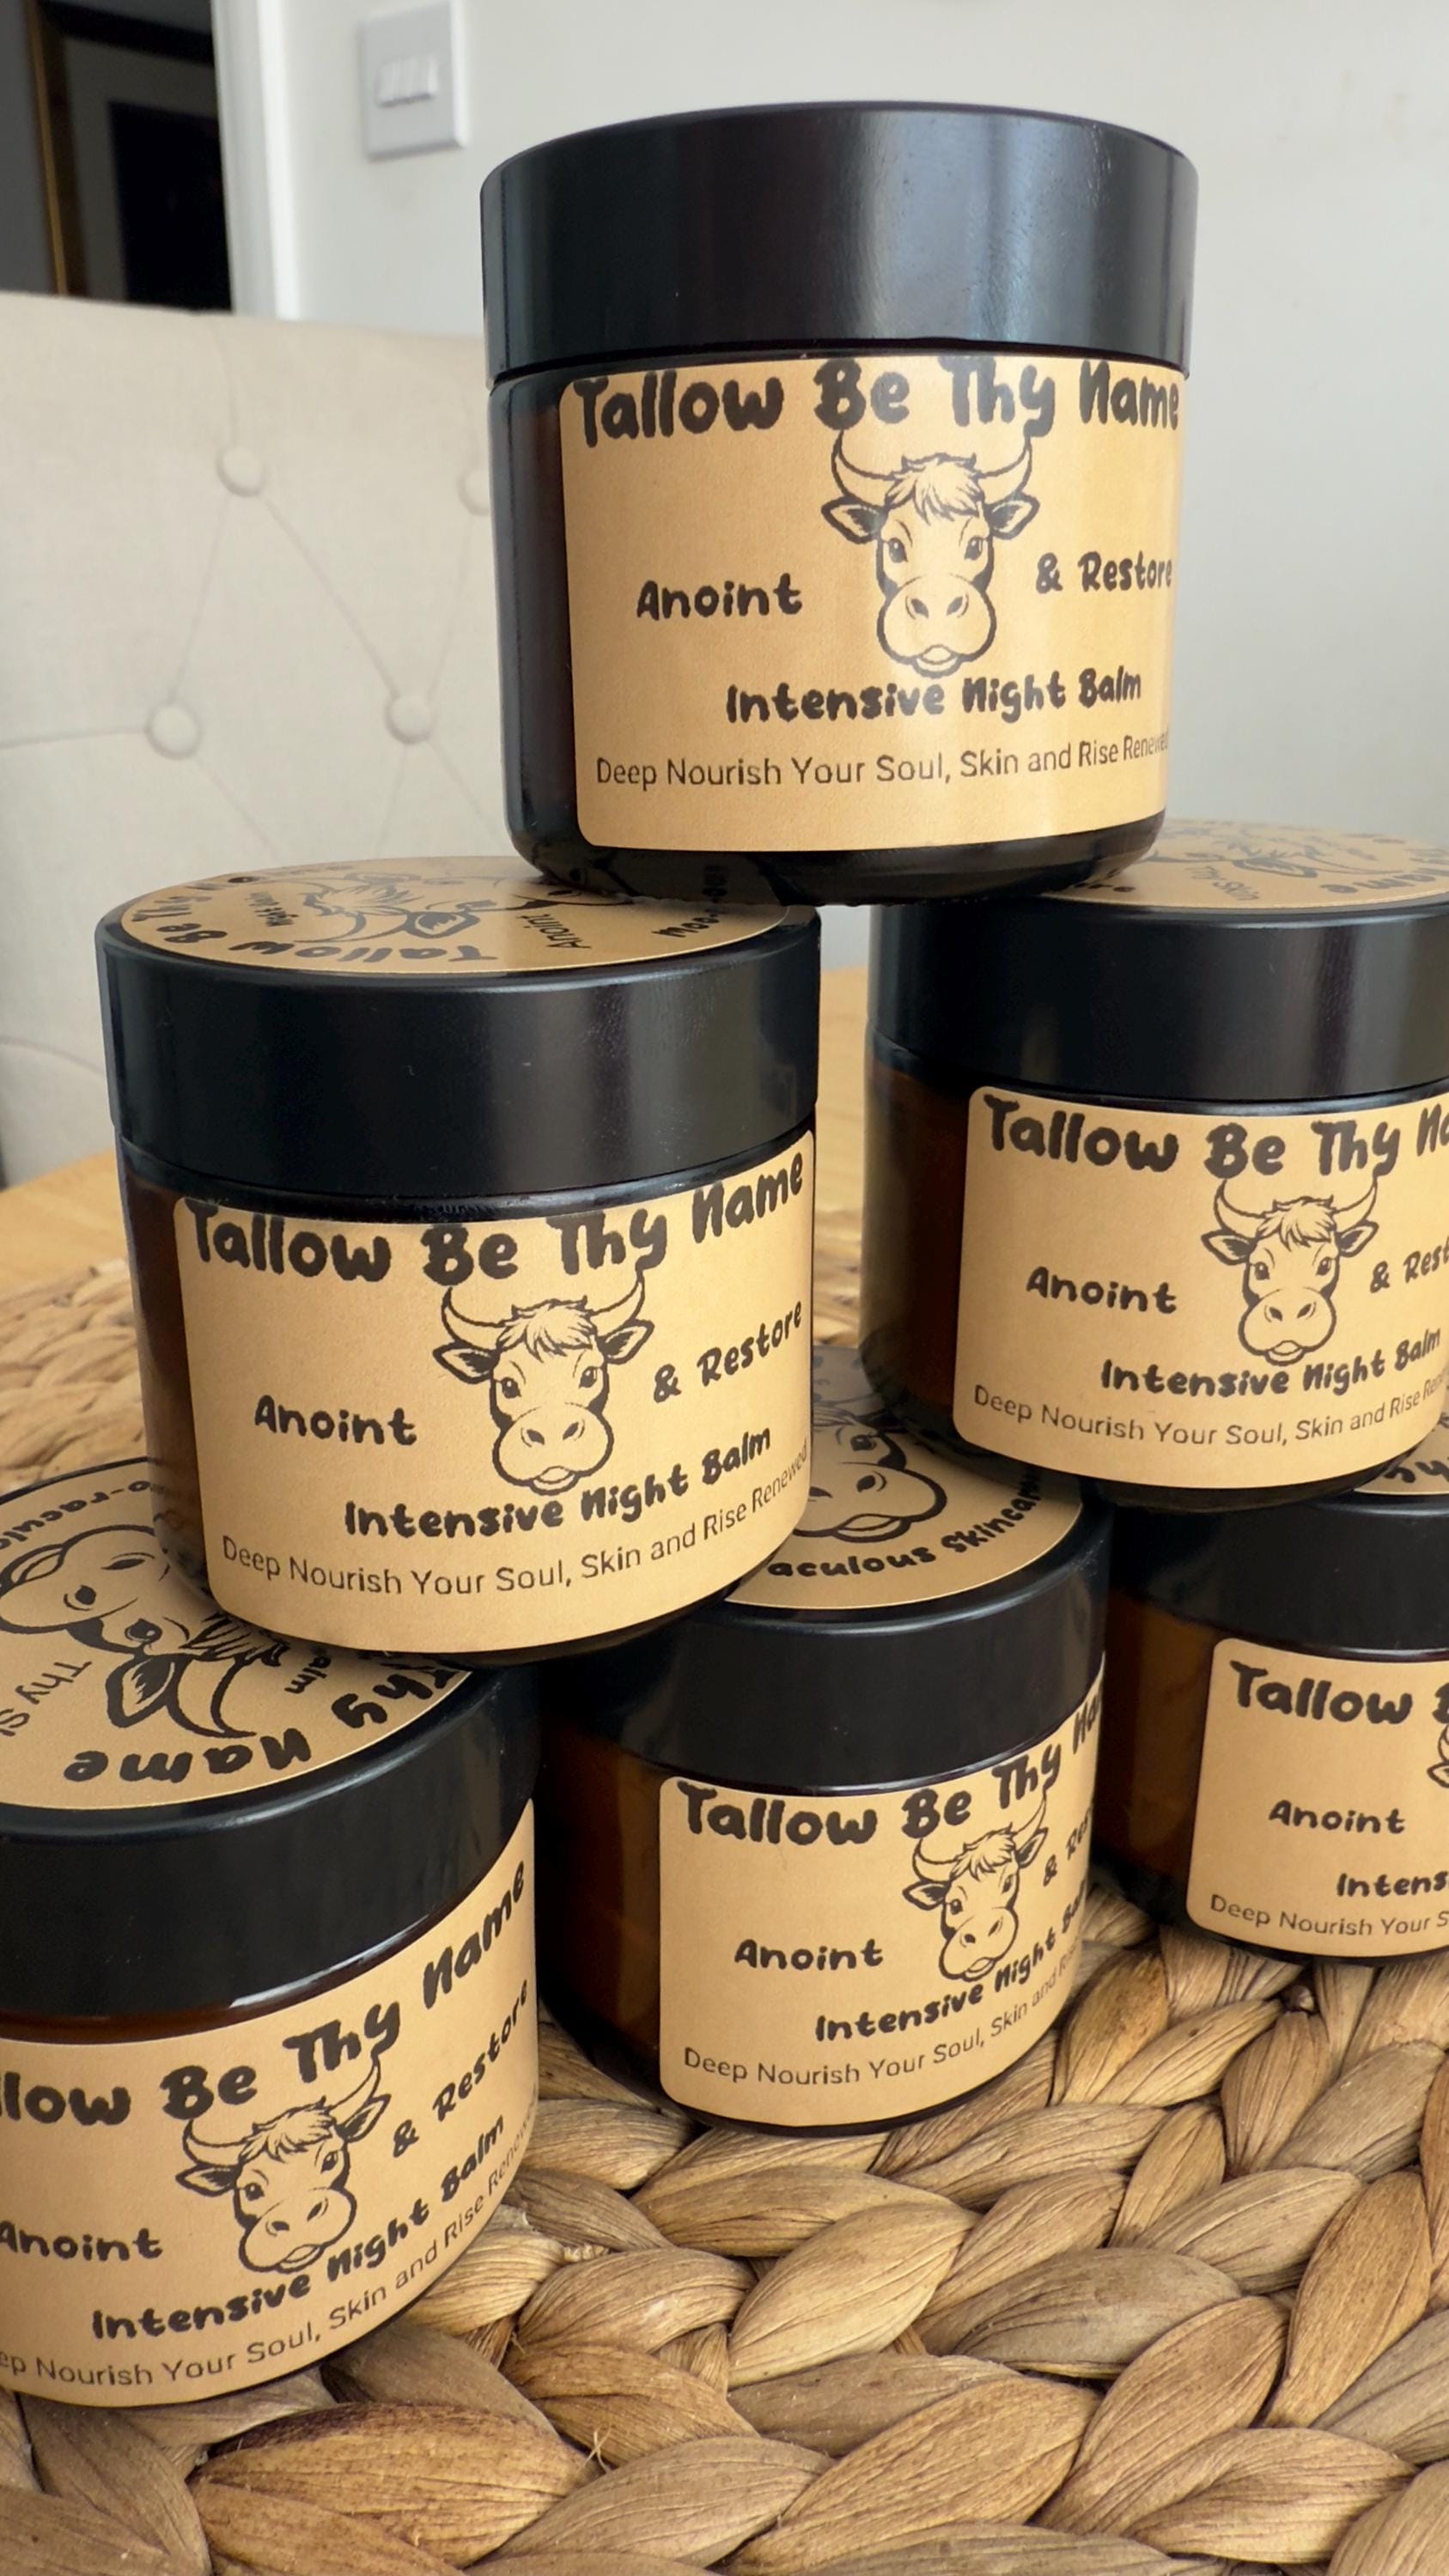 Tallow Be Thy Name
Anoint & Restore
Intensive Night Balm
Deep Nourish Your Soul, Skin and Rise Renewed
Tallow Be Thy
Anoint
Tallow Be Thy Name
Anoint & Restore
Intensive Night Balm
Deep Nourish Your Soul, Skin and Rise Renewed
Tallow Be Thy
Anoint &
Intensive Night Balm
Deep Nourish Your Soul, Skin and Rise
Thy
Name
aculous Skincare
Be Thy Name
Anoint & Restore
Intensive Night Balm
Nourish Your Soul, Skin and Rise
Tallow Be Thy
Anoint &
Intensive Night
Deep Nourish Your Soul, Skin and
Tallow
Anoint
Deep Nourish Your